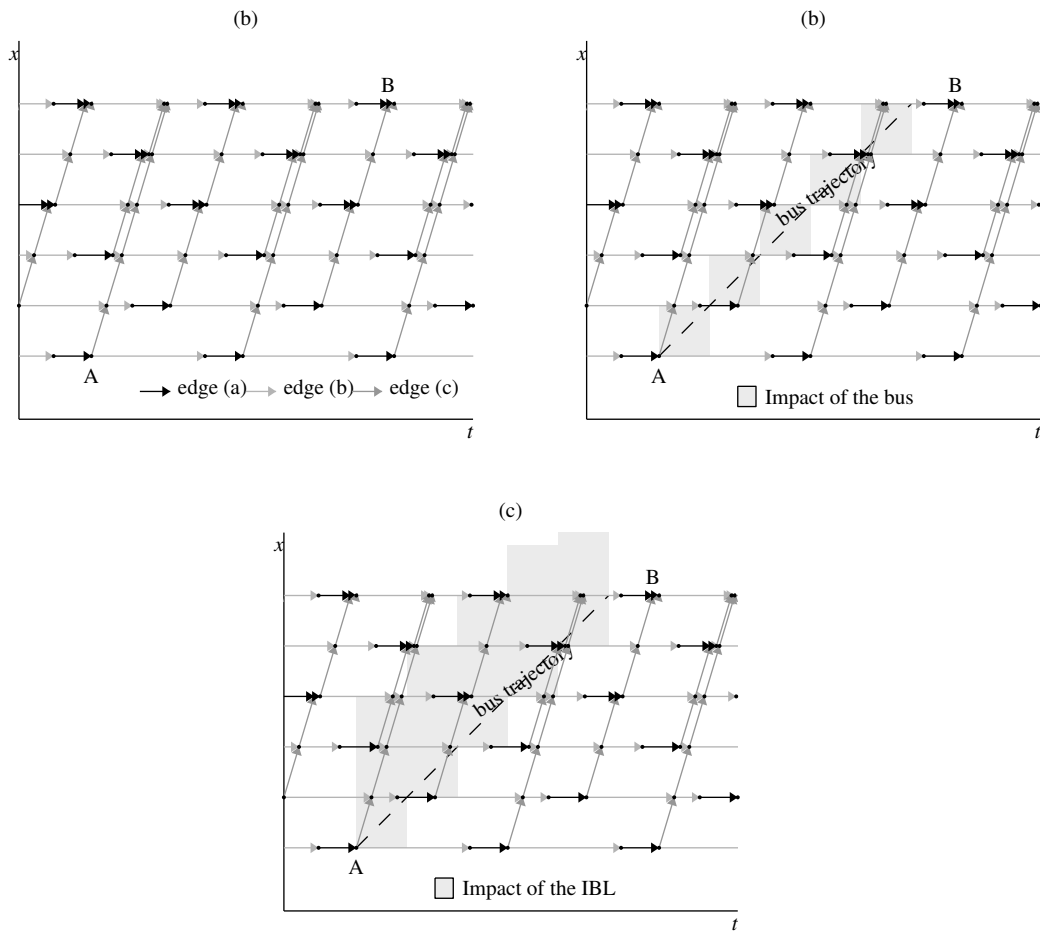 (b)
x
B
A
edge (a) edge (b) edge (c)
t
(b)
x
B
bus trajectory
A
Impact of the bus
t
(c)
x
B
bus trajectory
A
Impact of the IBL
t